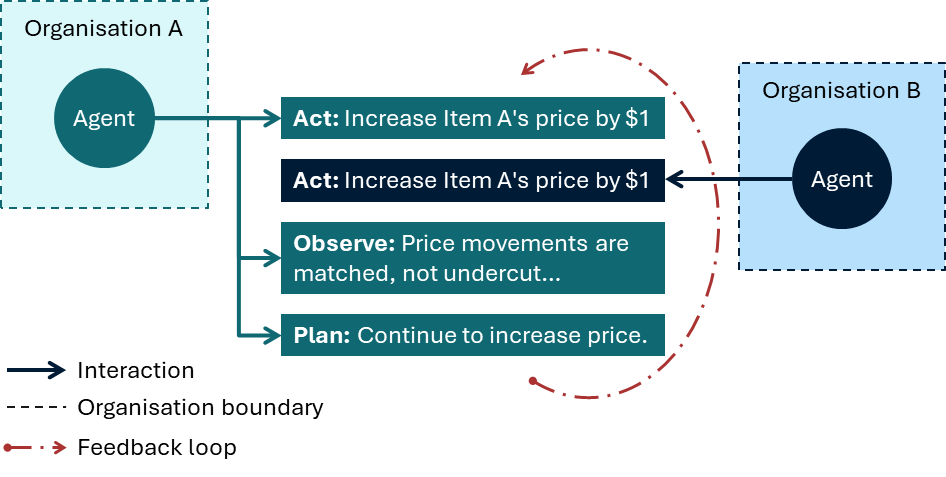 Organisation A
Agent
Act: Increase Item A's price by $1
Act: Increase Item A's price by $1
Observe: Price movements are
matched, not undercut...
Plan: Continue to increase price.
Organisation B
Agent
Interaction
Organisation boundary
Feedback loop